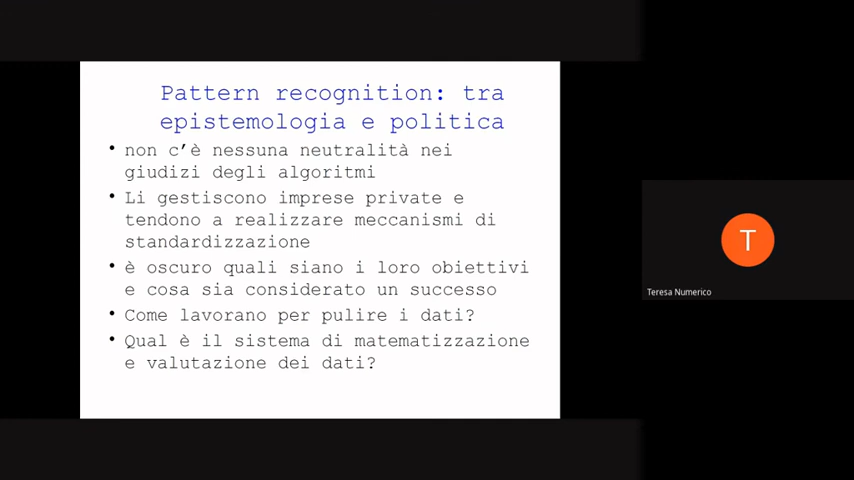 Pattern recognition: tra
epistemologia e politica
• non c’è nessuna neutralità nei
giudizi degli algoritmi
• Li gestiscono imprese private e
tendono a realizzare meccanismi di
standardizzazione
• è oscuro quali siano i loro obiettivi
e cosa sia considerato un successo
• Come lavorano per pulire i dati?
• Qual è il sistema di matematizzazione
e valutazione dei dati?
T
Teresa Numerico